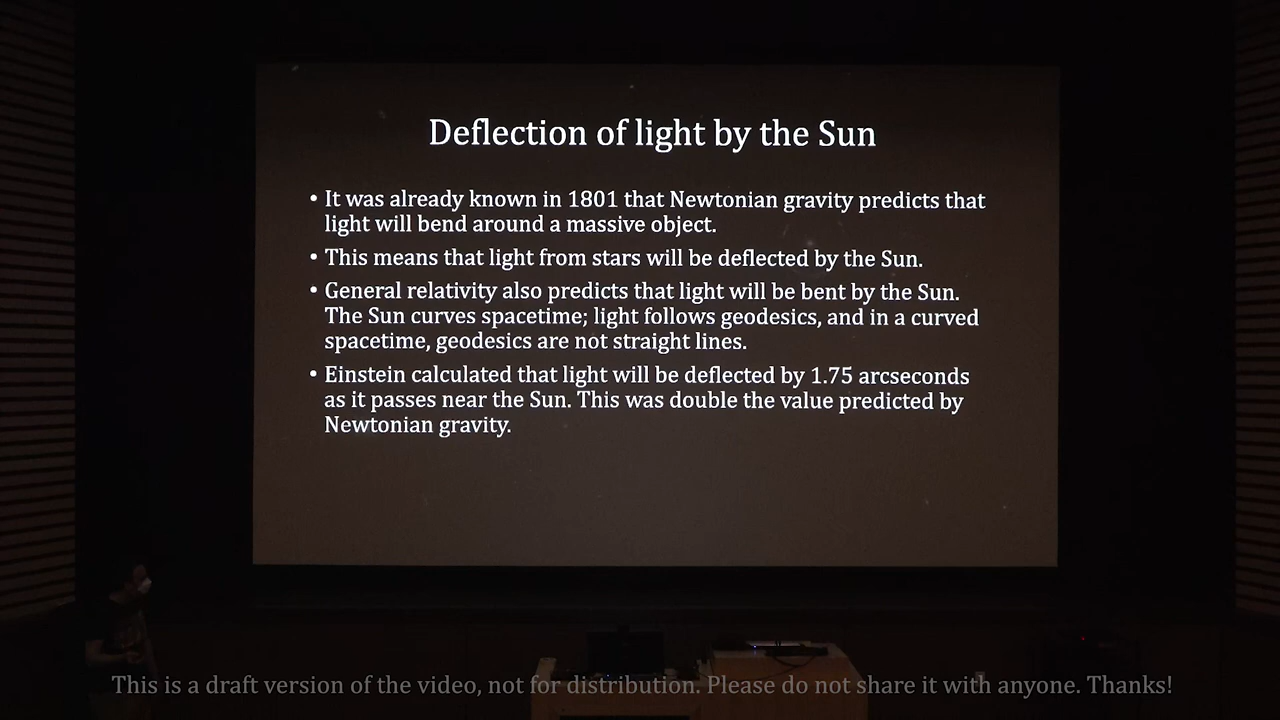 Deflection of light by the Sun
• It was already known in 1801 that Newtonian gravity predicts that
light will bend around a massive object.
• This means that light from stars will be deflected by the Sun.
• General relativity also predicts that light will be bent by the Sun.
The Sun curves spacetime; light follows geodesics, and in a curved
spacetime, geodesics are not straight lines.
• Einstein calculated that light will be deflected by 1.75 arcseconds
as it passes near the Sun. This was double the value predicted by
Newtonian gravity.
This is a draft version of the video, not for distribution. Please do not share it with anyone. Thanks!